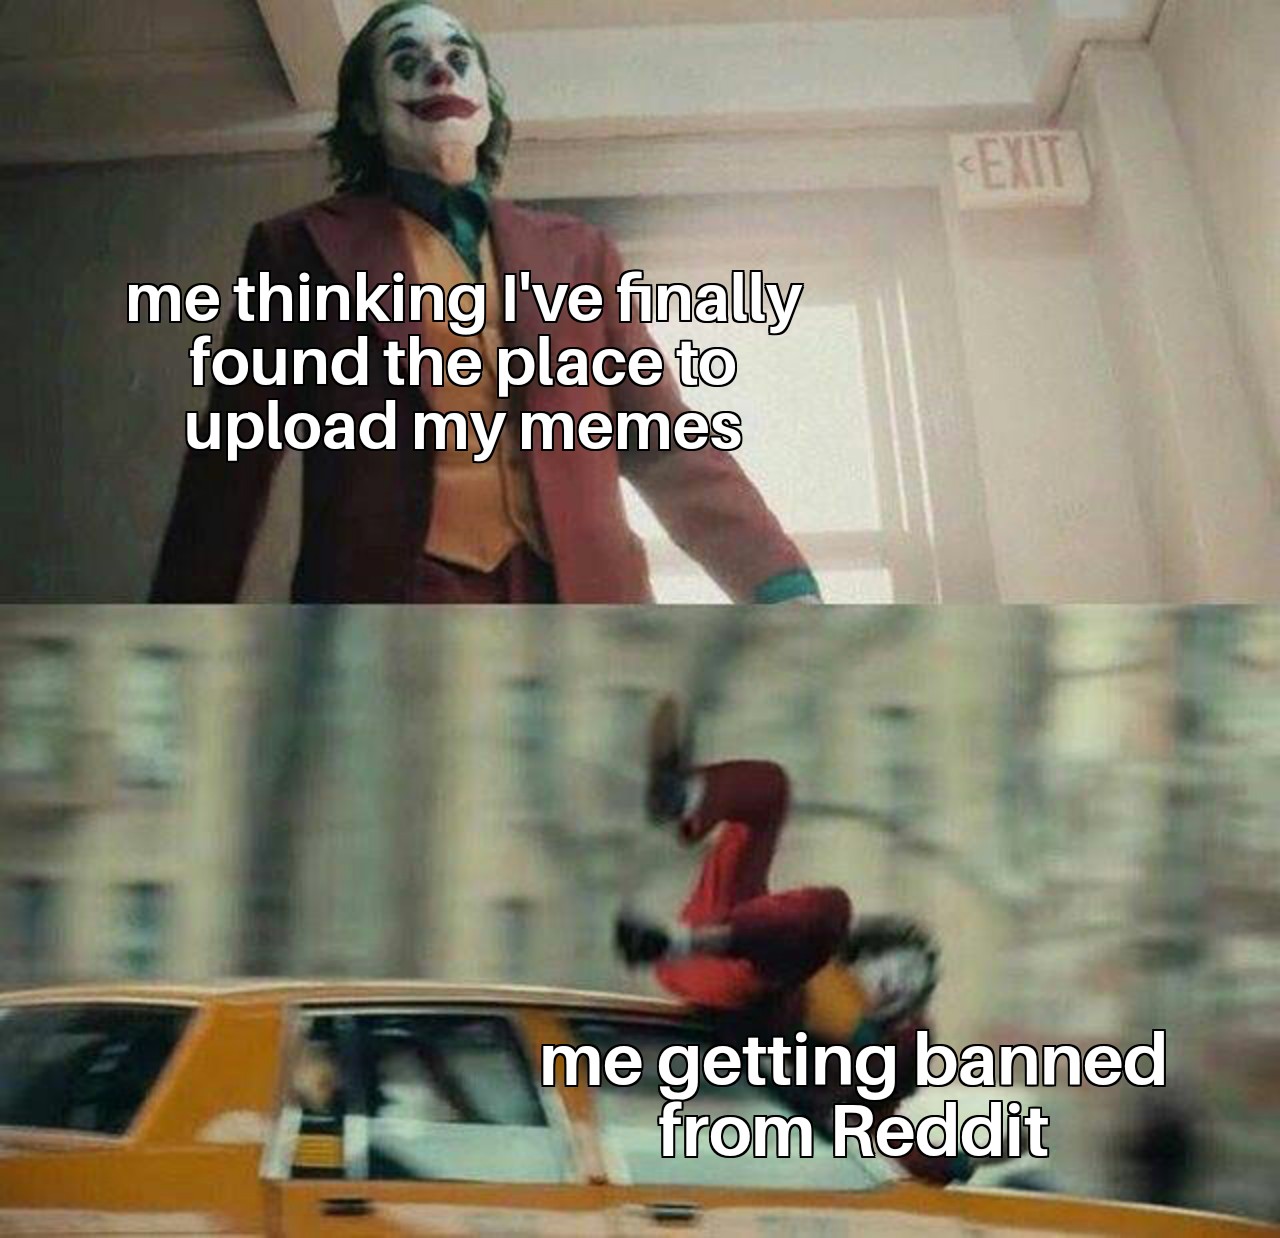 <EXIT
me thinking I've finally
found the place to
upload my memes
me getting banned
from Reddit